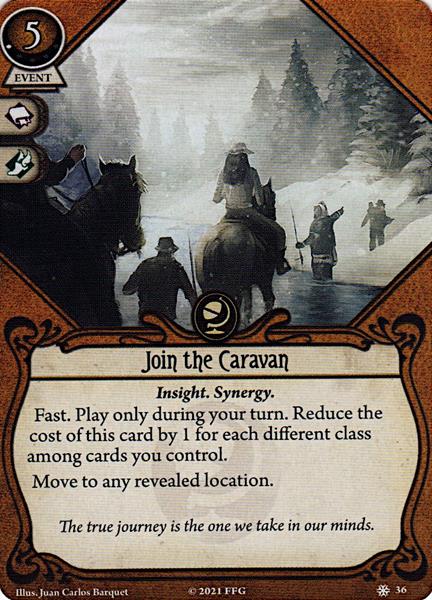 5
EVENT
Join the Caravan
Insight. Synergy.
Fast. Play only during your turn. Reduce the
cost of this card by 1 for each different class
among cards you control.
Move to any revealed location.
The true journey is the one we take in our minds.
Illus. Juan Carlos Barquet © 2021 FFG 36